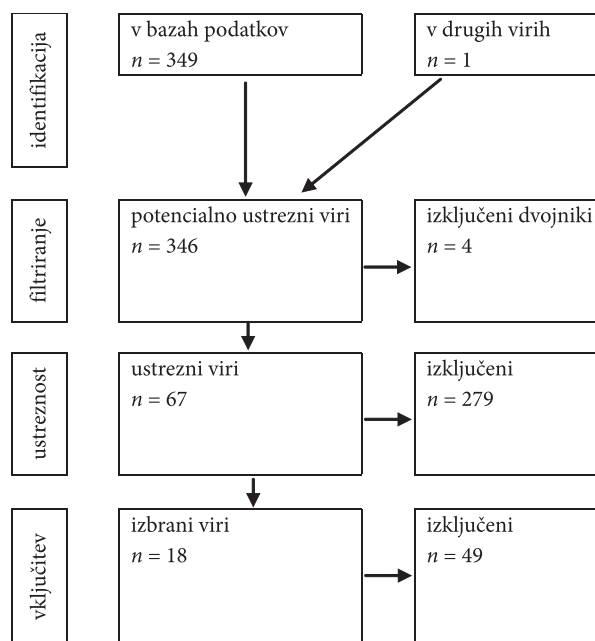 identifikacija
v bazah podatkov
n = 349
v drugih virih
n = 1
filtriranje
potencialno ustrezni viri
n = 346
izključeni dvojniki
n = 4
ustreznost
ustrezni viri
n = 67
izključeni
n = 279
vključitev
izbrani viri
n = 18
izključeni
n = 49